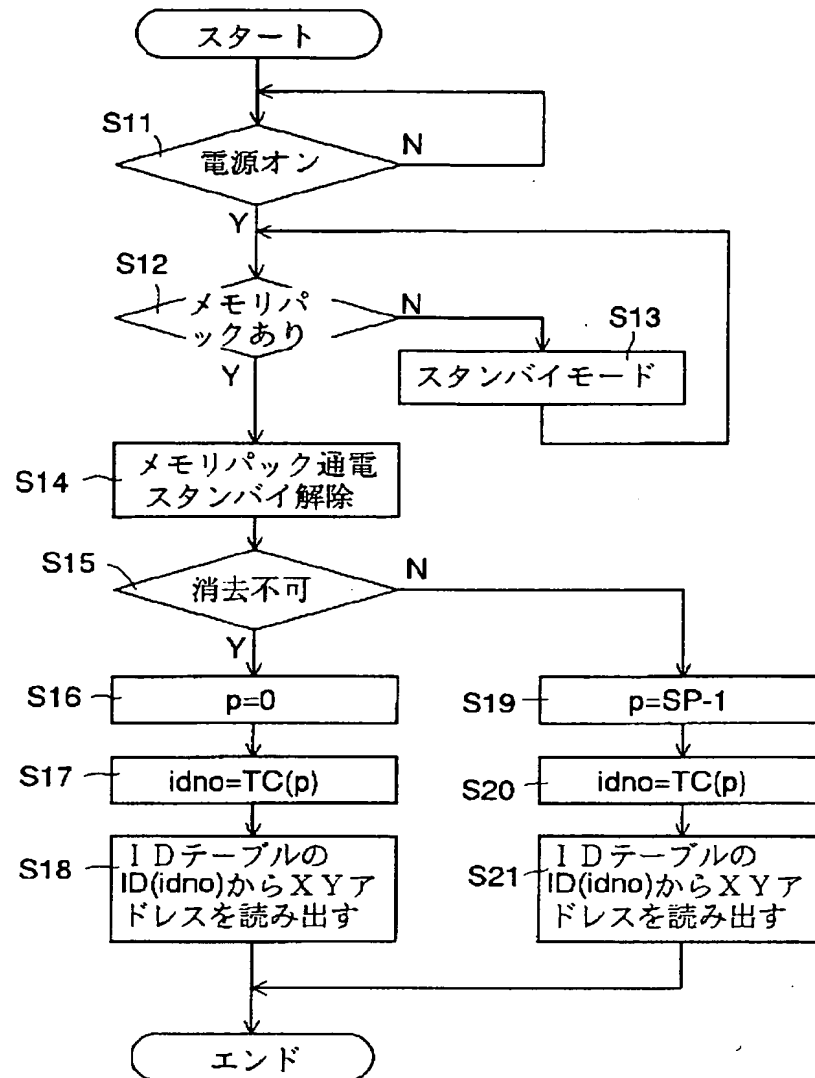 スタート
S11
電源オン
N
Y
S12
メモリパ
ックあり
N
Y
S13
スタンバイモード
S14
メモリパック通電
スタンバイ解除
S15
消去不可
N
Y
S16
p=0
S17
idno=TC(p)
S18
IDテーブルの
ID(idno)からXYア
ドレスを読み出す
S19
p=SP-1
S20
idno=TC(p)
S21
IDテーブルの
ID(idno)からXYア
ドレスを読み出す
エンド